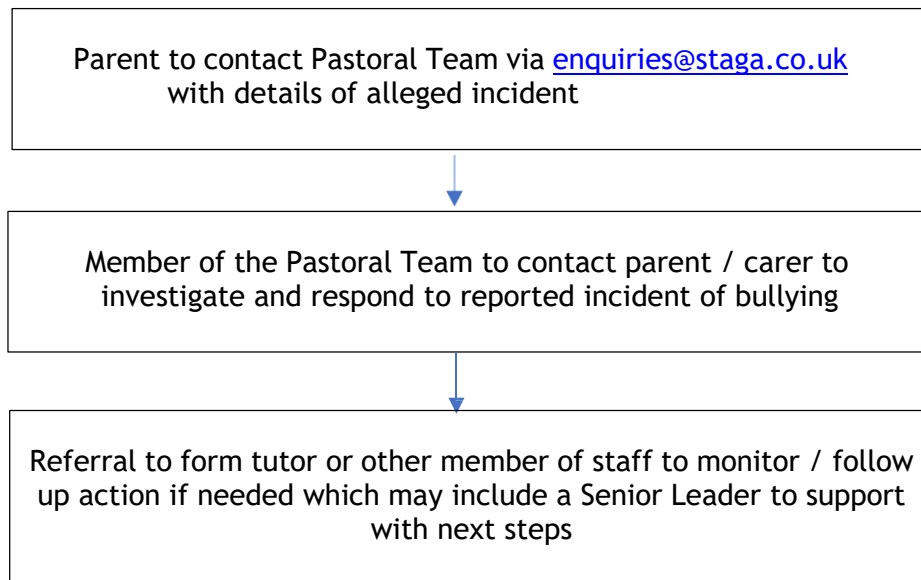 Parent to contact Pastoral Team via enquiries@staga.co.uk
with details of alleged incident
Member of the Pastoral Team to contact parent / carer to
investigate and respond to reported incident of bullying
Referral to form tutor or other member of staff to monitor / follow
up action if needed which may include a Senior Leader to support
with next steps